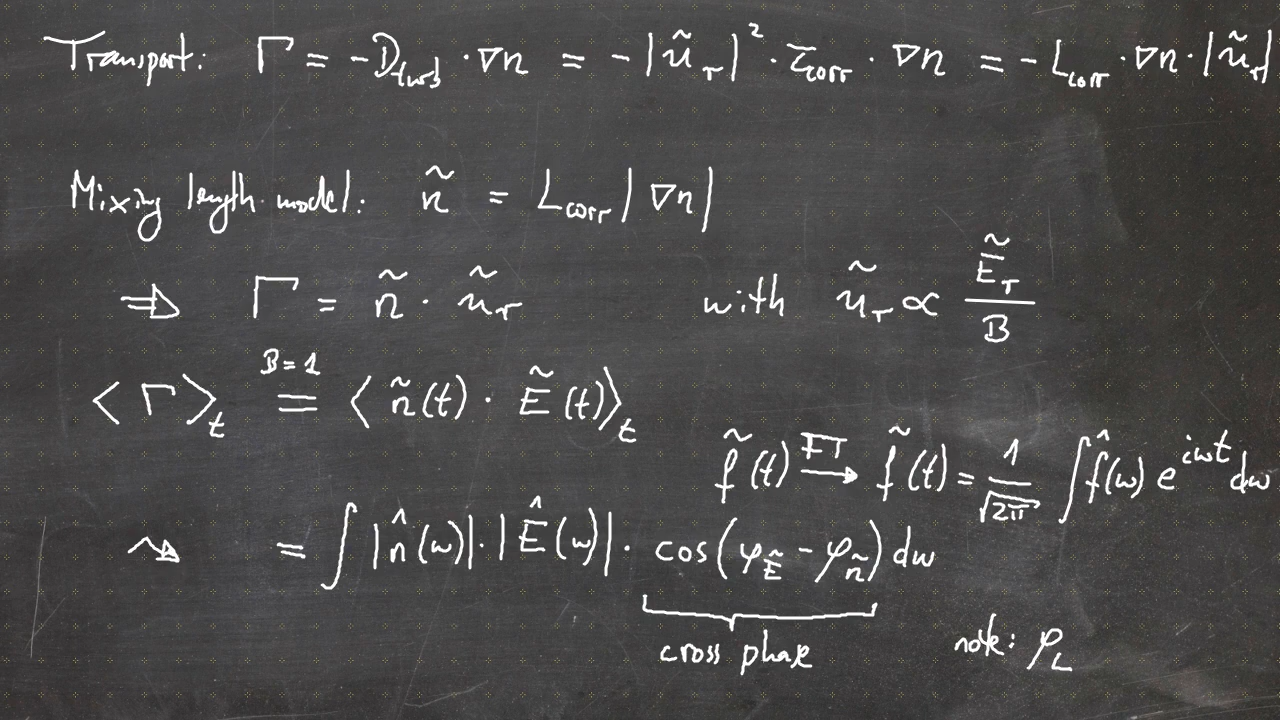 Transport: Γ = -D_turb · ∇n = -|ũ_r|² · τ_corr · ∇n = -L_corr · ∇n · |ũ_r|
Mixing length model: ñ = L_corr |∇n|
⇒ Γ = ñ · ũ_r with ũ_r ∝ Ẽ_r / B
<Γ>_t =^{B=1} <ñ(t) · Ẽ(t)>_t
f̃(t) →^{FT} f̃(t) = 1/√2π ∫ f̂(ω) e^{iωt} dω
⇝ = ∫ |n̂(ω)| · |Ê(ω)| · cos(φ_Ẽ - φ_ñ) dω
cross phase
note: φ_L